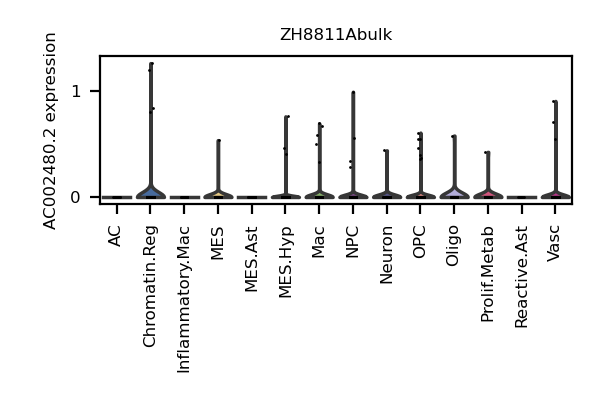 ZH8811Abulk
AC002480.2 expression
1
0
AC
Chromatin.Reg
Inflammatory.Mac
MES
MES.Ast
MES.Hyp
Mac
NPC
Neuron
OPC
Oligo
Prolif.Metab
Reactive.Ast
Vasc